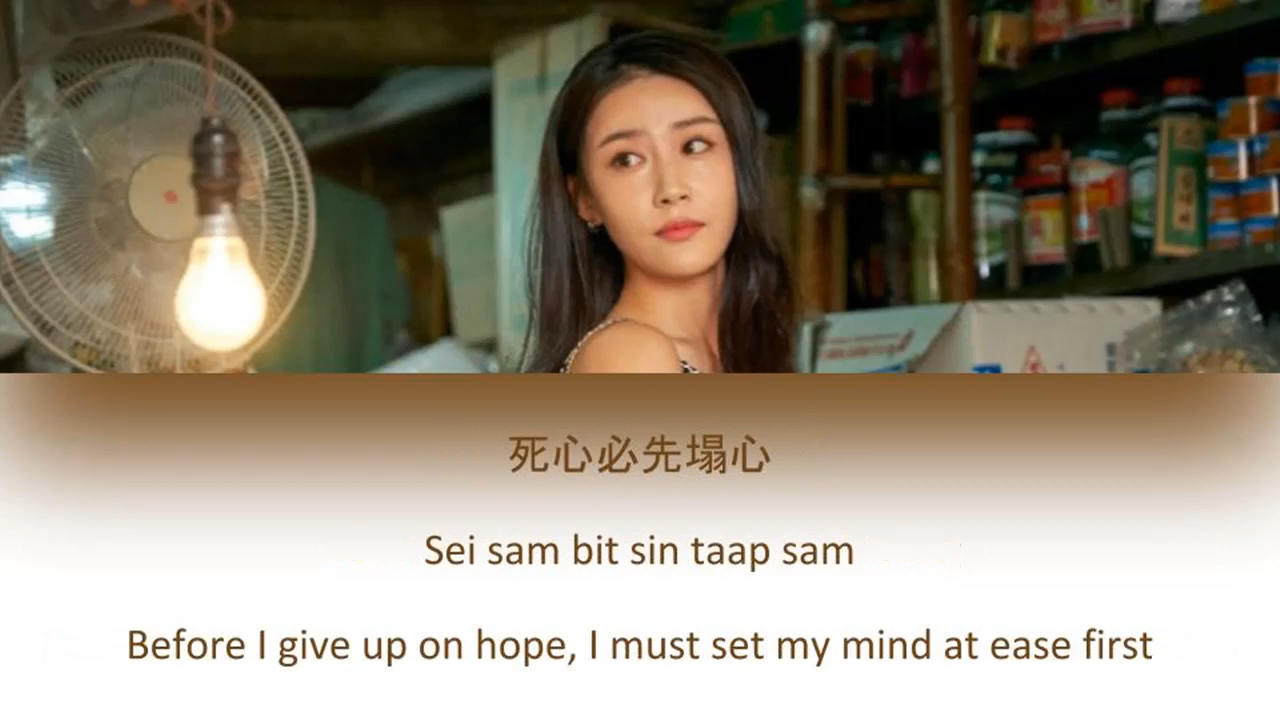 死心必先塌心
Sei sam bit sin taap sam
Before I give up on hope, I must set my mind at ease first